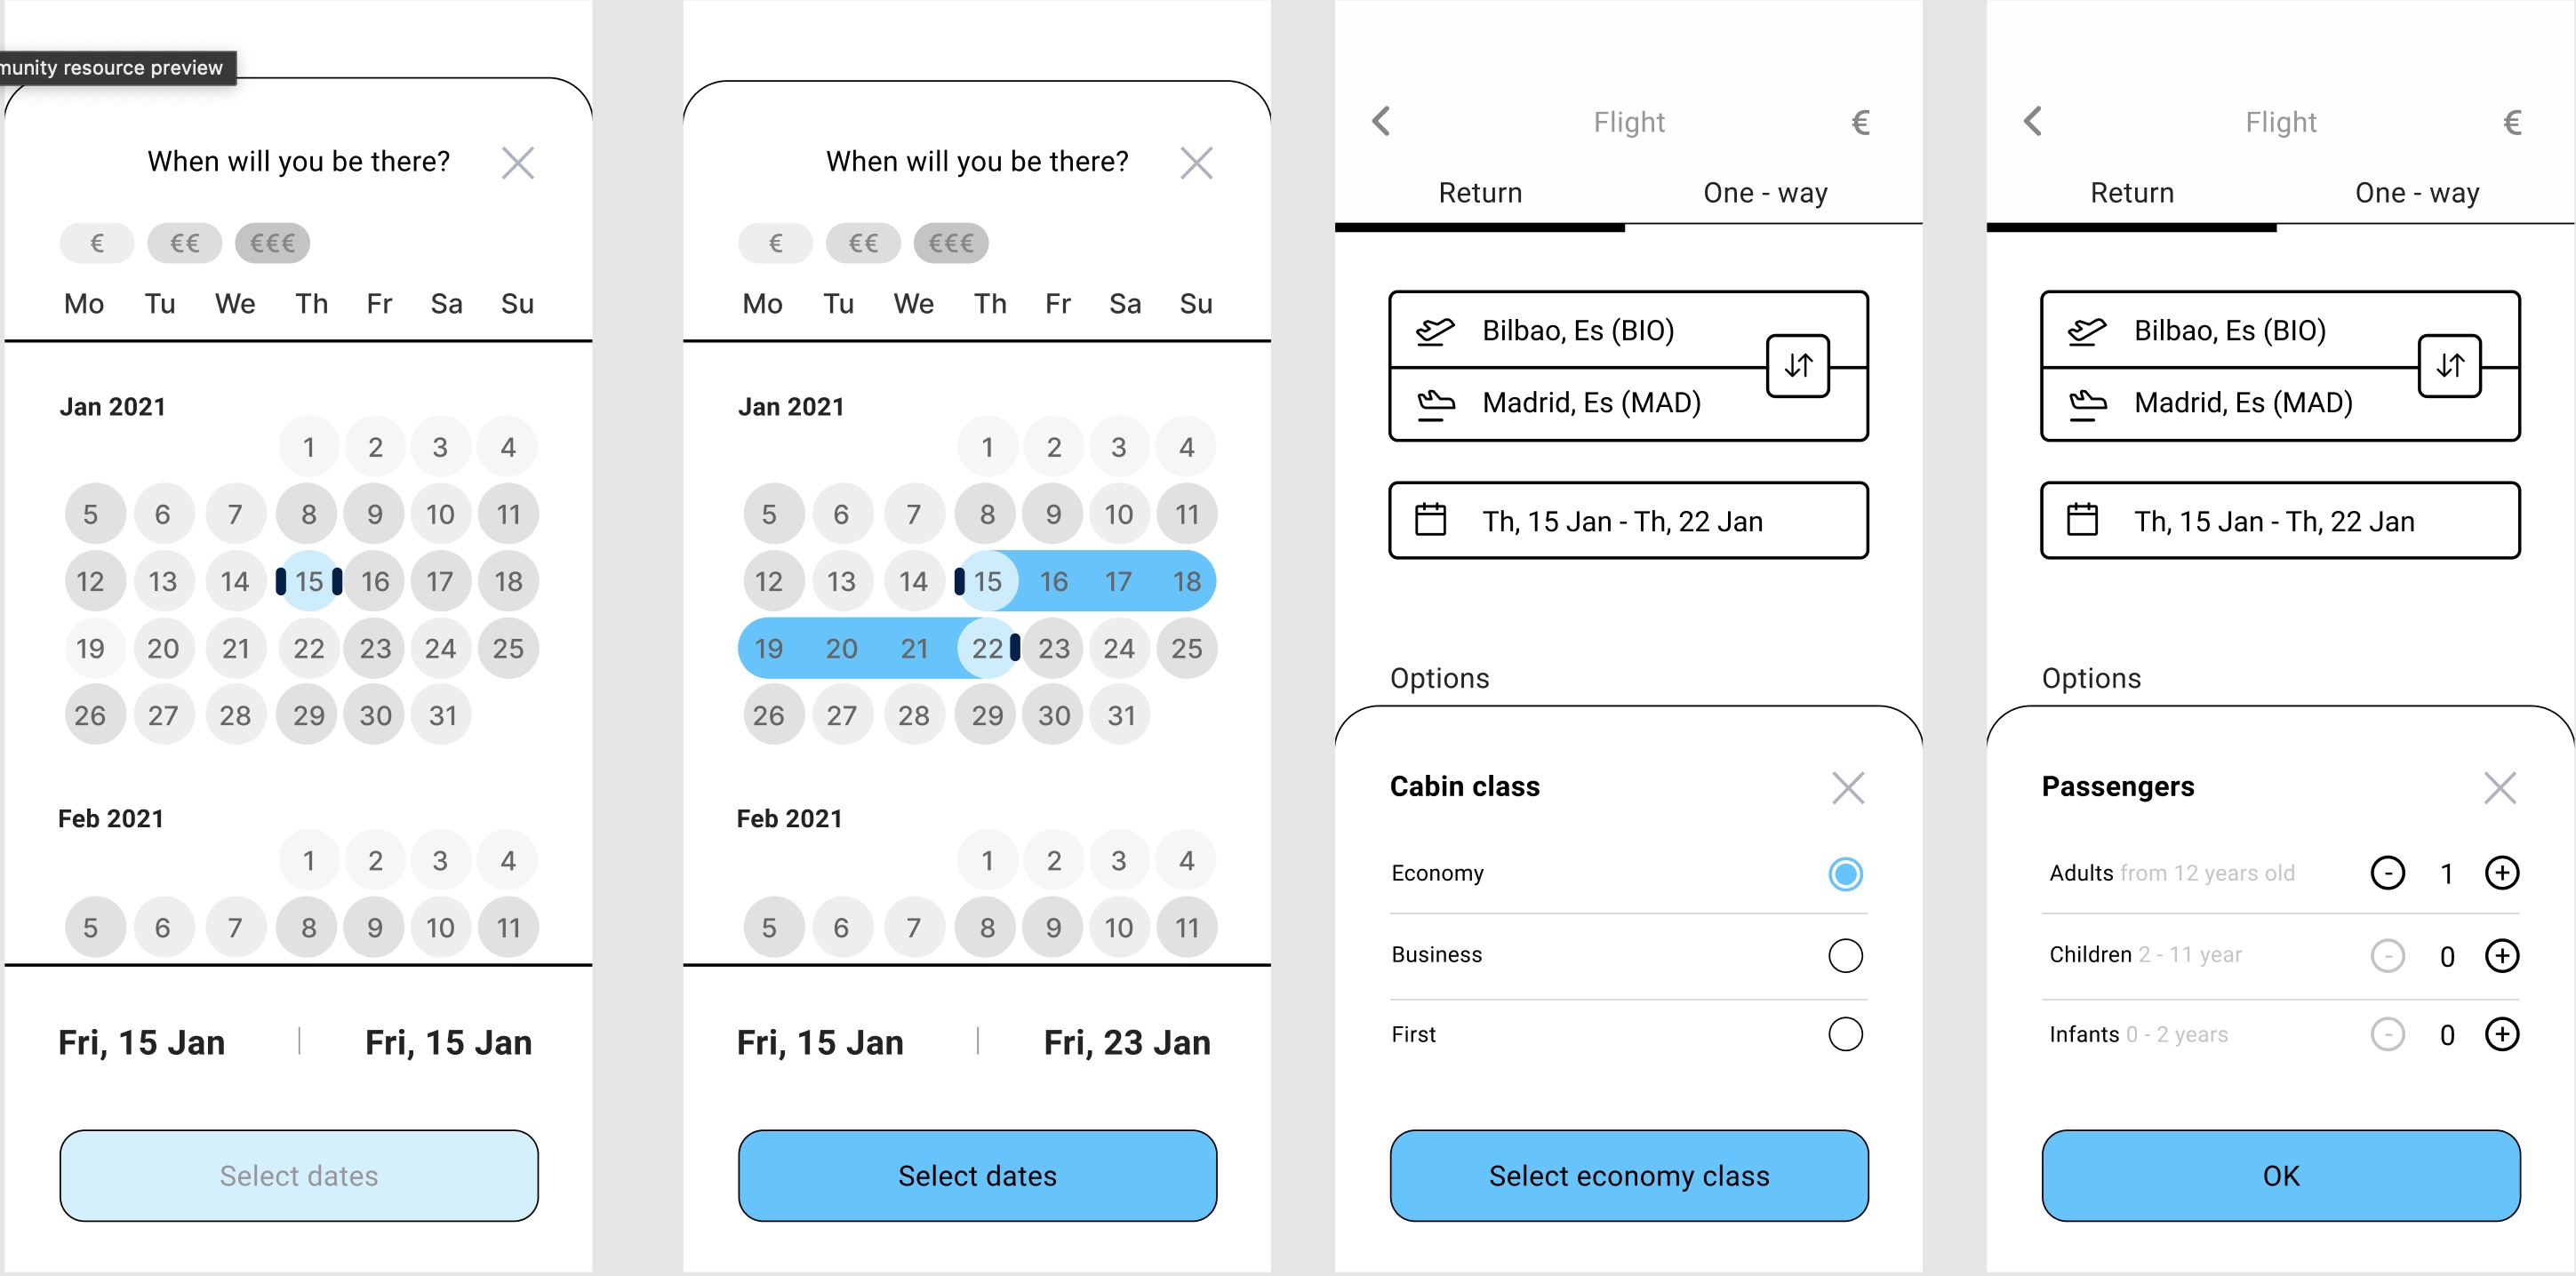 munity resource preview
When will you be there?
€ €€ €€€
Mo Tu We Th Fr Sa Su
Jan 2021
1 2 3 4
5 6 7 8 9 10 11
12 13 14 15 16 17 18
19 20 21 22 23 24 25
26 27 28 29 30 31
Feb 2021
1 2 3 4
5 6 7 8 9 10 11
Fri, 15 Jan Fri, 15 Jan
Select dates
When will you be there?
€ €€ €€€
Mo Tu We Th Fr Sa Su
Jan 2021
1 2 3 4
5 6 7 8 9 10 11
12 13 14 15 16 17 18
19 20 21 22 23 24 25
26 27 28 29 30 31
Feb 2021
1 2 3 4
5 6 7 8 9 10 11
Fri, 15 Jan Fri, 23 Jan
Select dates
Flight €
Return One - way
Bilbao, Es (BIO)
Madrid, Es (MAD)
Th, 15 Jan - Th, 22 Jan
Options
Cabin class
Economy
Business
First
Select economy class
Flight €
Return One - way
Bilbao, Es (BIO)
Madrid, Es (MAD)
Th, 15 Jan - Th, 22 Jan
Options
Passengers
Adults from 12 years old - 1 +
Children 2 - 11 year - 0 +
Infants 0 - 2 years - 0 +
OK